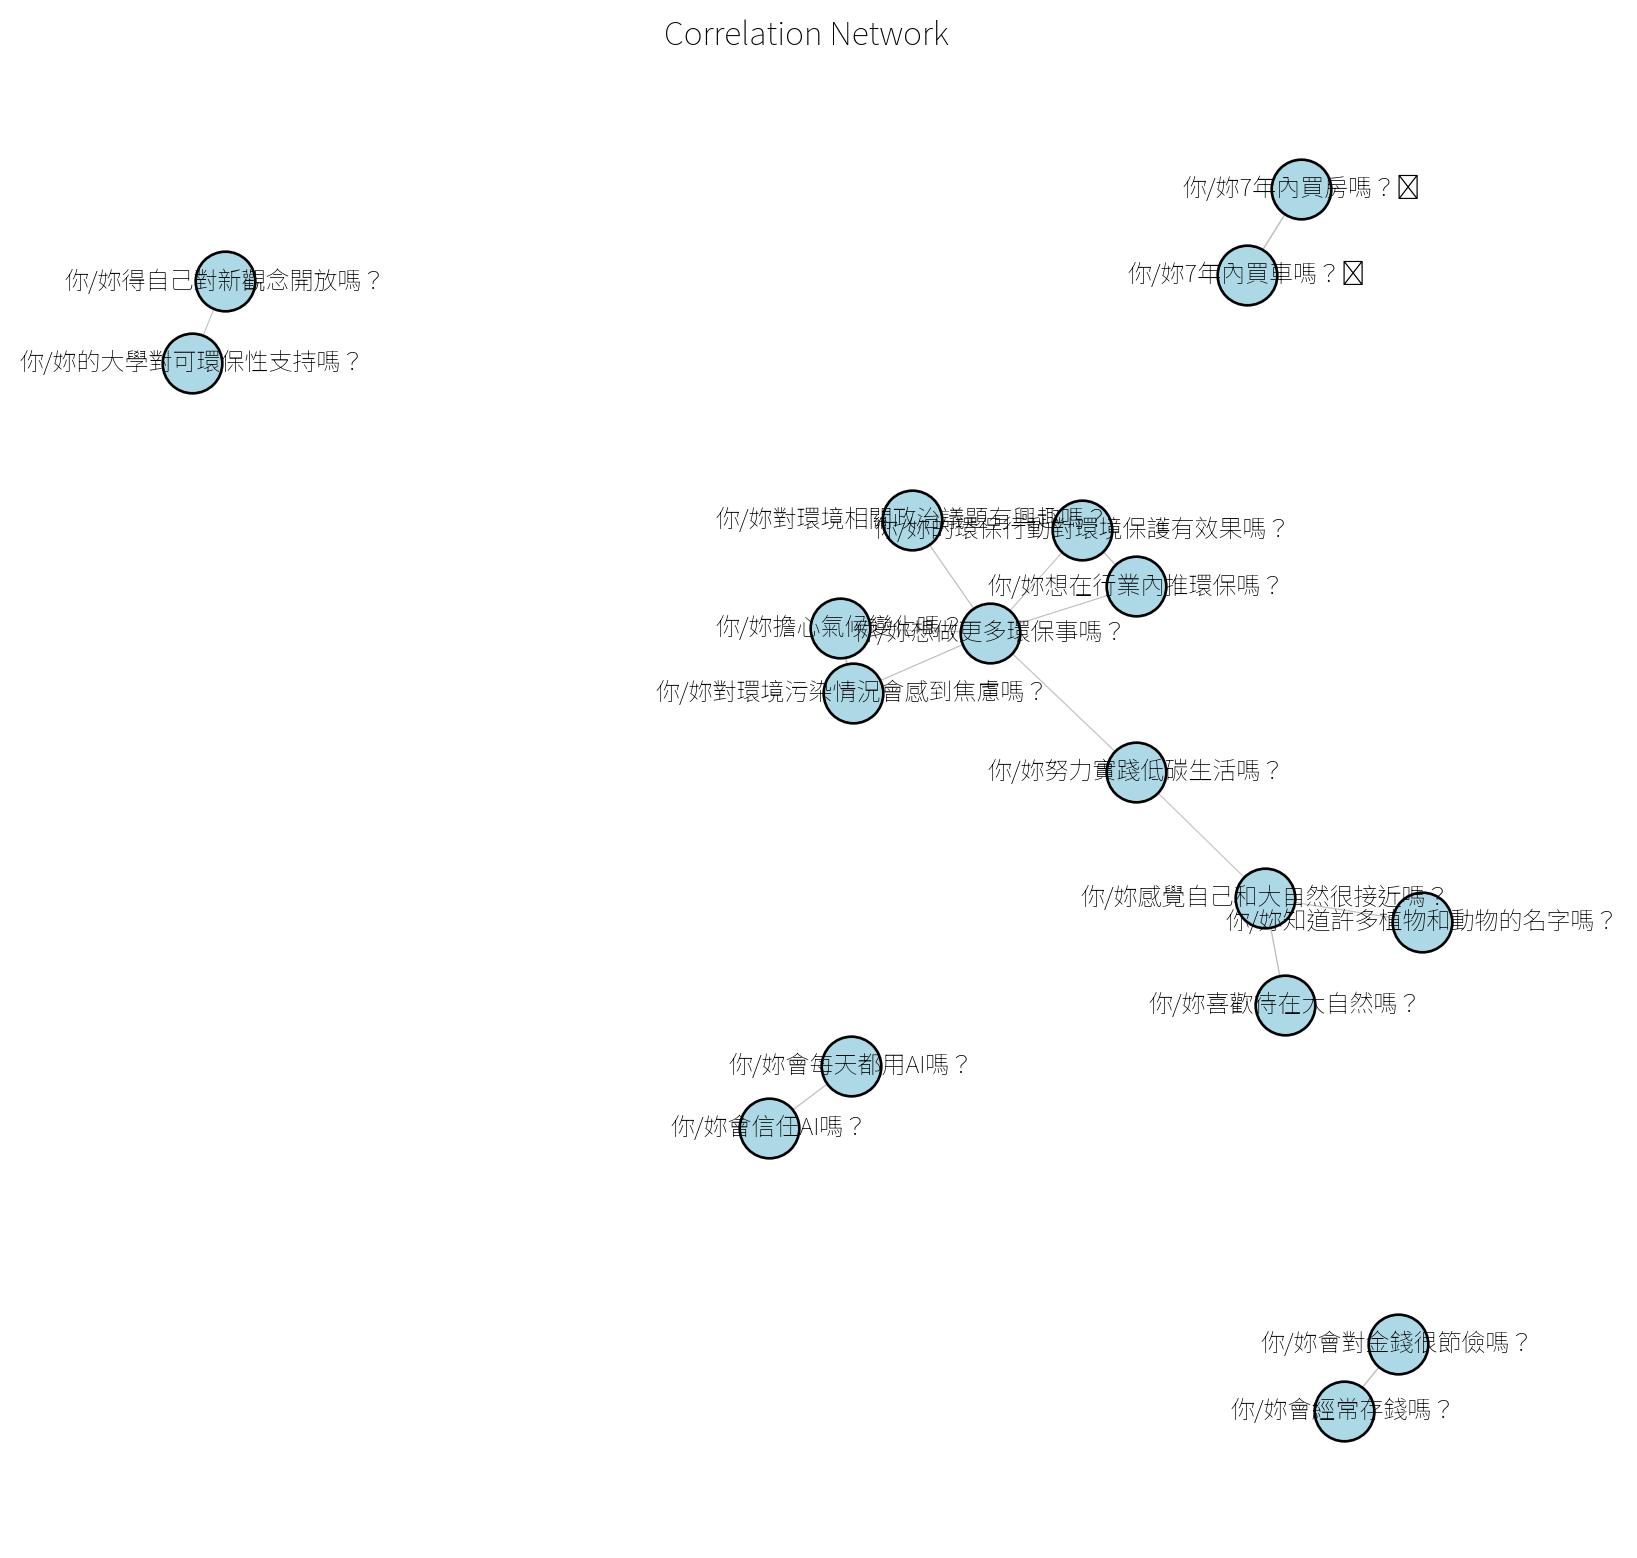 Correlation Network
你/妳7年內買房嗎？
你/妳7年內買車嗎？
你/妳得自己對新觀念開放嗎？
你/妳的大學對可環保性支持嗎？
你/妳對環境相關政治議題有興趣嗎？
你/妳的環保行動對環境保護有效果嗎？
你/妳想在行業內推環保嗎？
你/妳擔心氣候變化嗎？
你/妳想做更多環保事嗎？
你/妳對環境污染情況會感到焦慮嗎？
你/妳努力實踐低碳生活嗎？
你/妳感覺自己和大自然很接近嗎？
你/妳知道許多植物和動物的名字嗎？
你/妳喜歡待在大自然嗎？
你/妳會每天都用AI嗎？
你/妳會信任AI嗎？
你/妳會對金錢很節儉嗎？
你/妳會經常存錢嗎？